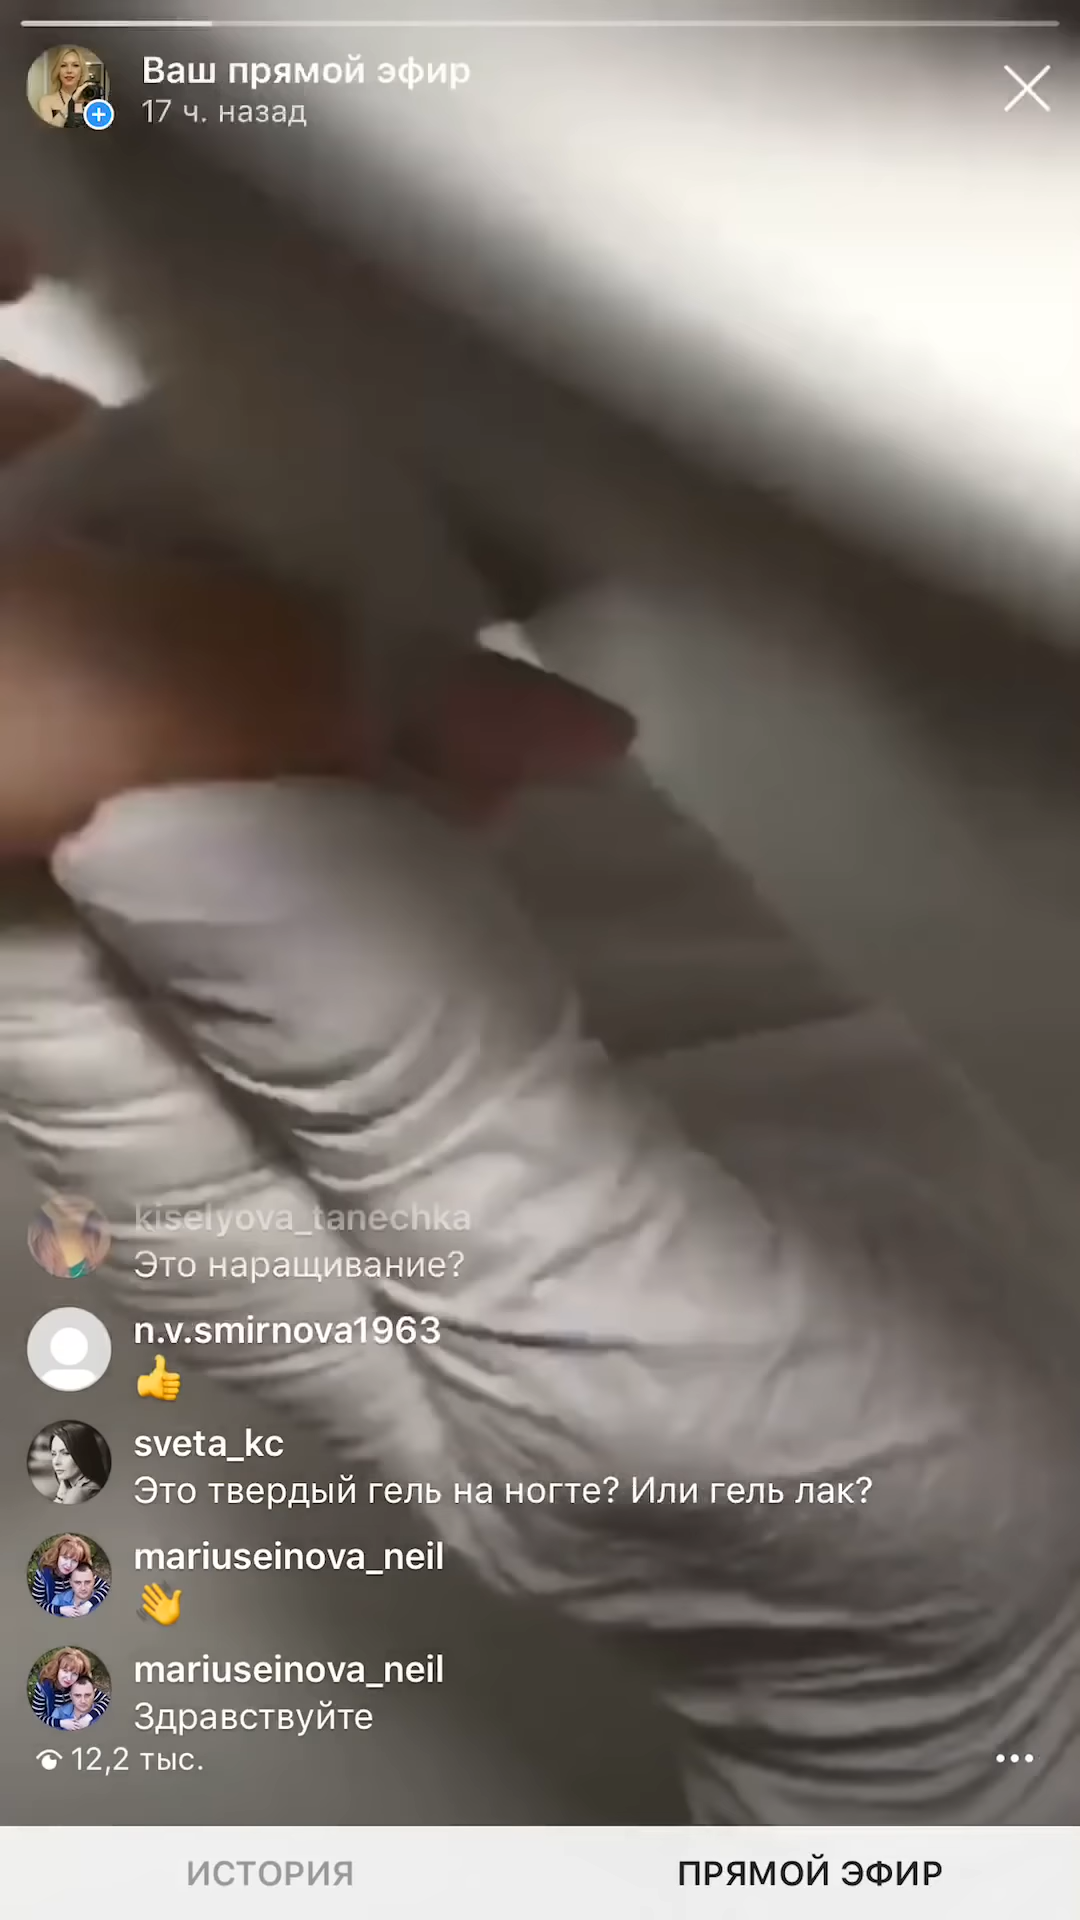 Ваш прямой эфир
17 ч. назад
kiselyova_tanechka
Это наращивание?
n.v.smirnova1963
👍
sveta_kc
Это твердый гель на ногте? Или гель лак?
mariuseinova_neil
👋
mariuseinova_neil
Здравствуйте
12,2 тыс.
ИСТОРИЯ
ПРЯМОЙ ЭФИР